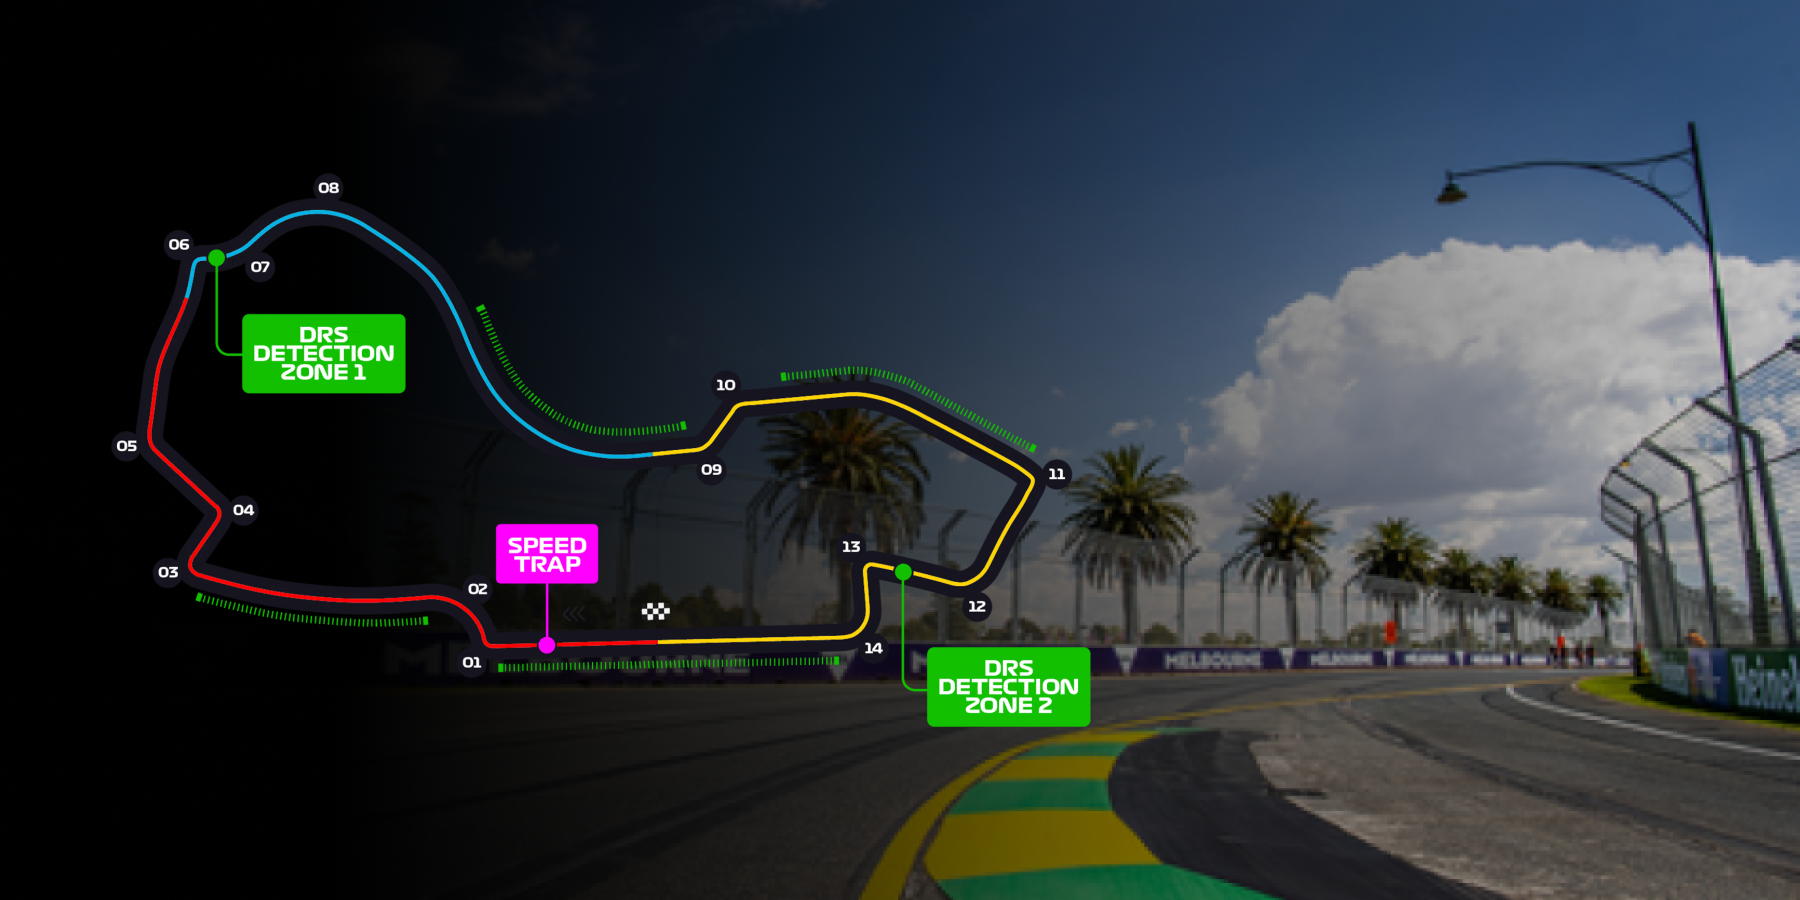 08
06
07
DRS
DETECTION
ZONE 1
10
05
09
11
04
SPEED
TRAP
13
03
02
12
01
14
MELBOURNE
DRS
DETECTION
ZONE 2
Heineken